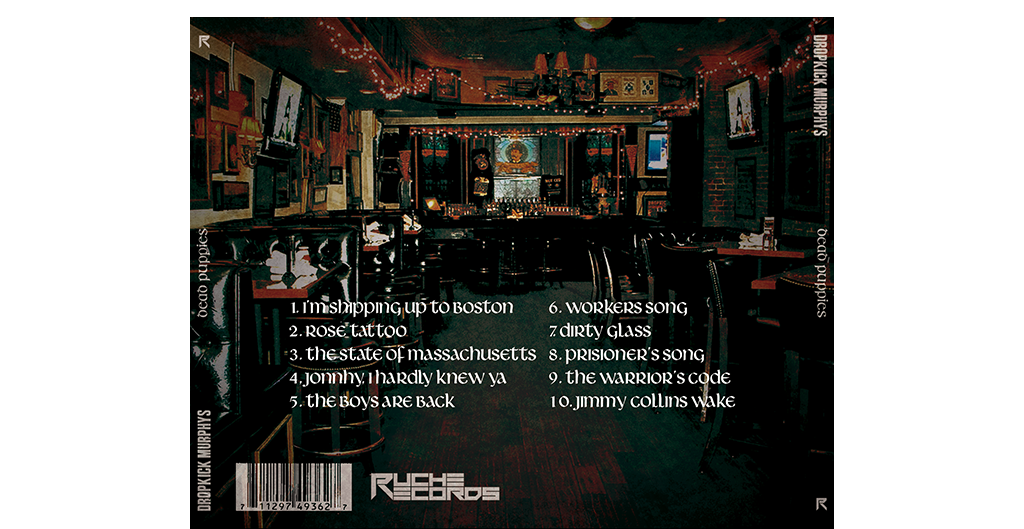 DROPKICK MURPHYS
dead puppies
DROPKICK MURPHYS
dead puppies
1. I'm shipping up to Boston
2. Rose tattoo
3. the state of massachusetts
4. Jonnhy, I hardly knew ya
5. the Boys are Back
6. workers song
7 dirty glass
8. prisioner's song
9. the warrior's code
10. Jimmy collins wake
7 11297 49362 7
RUCHE
RECORDS
R
R